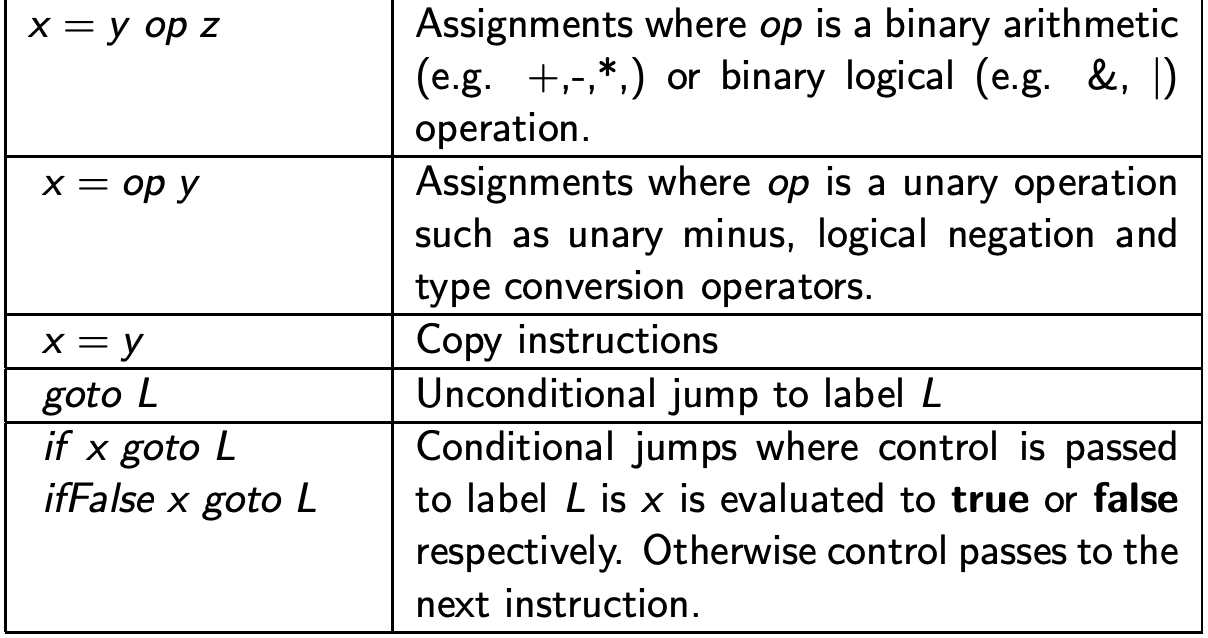 x = y op z
Assignments where op is a binary arithmetic
(e.g. +,-,*,) or binary logical (e.g. &, |)
operation.
x = op y
Assignments where op is a unary operation
such as unary minus, logical negation and
type conversion operators.
x = y
Copy instructions
goto L
Unconditional jump to label L
if x goto L
ifFalse x goto L
Conditional jumps where control is passed
to label L is x is evaluated to true or false
respectively. Otherwise control passes to the
next instruction.